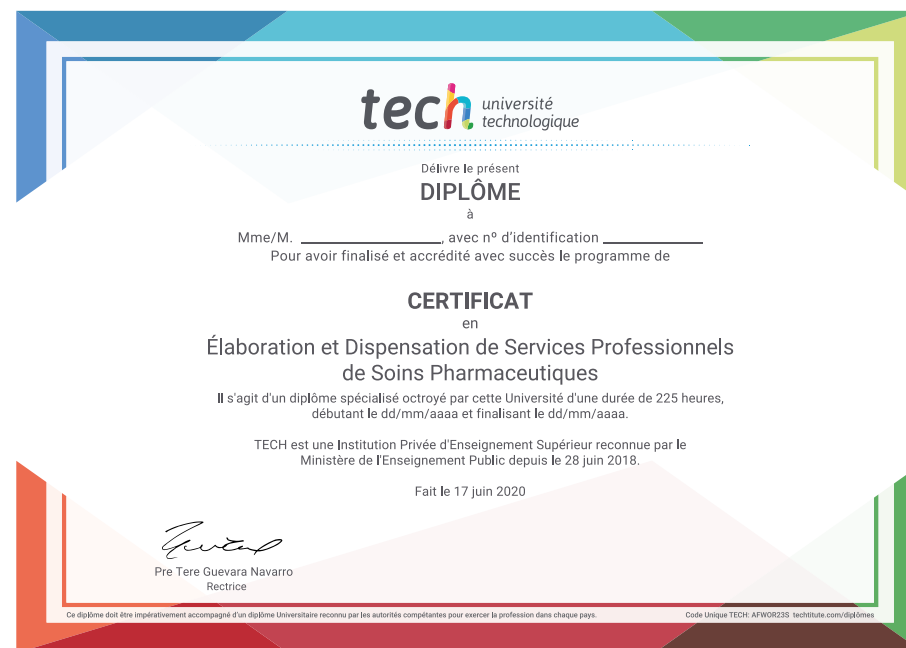 tech université
technologique
Délivre le présent
DIPLÔME
à
Mme/M. ____________________, avec nº d'identification ______________
Pour avoir finalisé et accrédité avec succès le programme de
CERTIFICAT
en
Élaboration et Dispensation de Services Professionnels
de Soins Pharmaceutiques
Il s'agit d'un diplôme spécialisé octroyé par cette Université d'une durée de 225 heures,
débutant le dd/mm/aaaa et finalisant le dd/mm/aaaa.
TECH est une Institution Privée d'Enseignement Supérieur reconnue par le
Ministère de l'Enseignement Public depuis le 28 juin 2018.
Fait le 17 juin 2020
Pre Tere Guevara Navarro
Rectrice
Ce diplôme doit être impérativement accompagné d'un diplôme Universitaire reconnu par les autorités compétantes pour exercer la profession dans chaque pays.
Code Unique TECH: AFWOR23S techtitute.com/diplômes